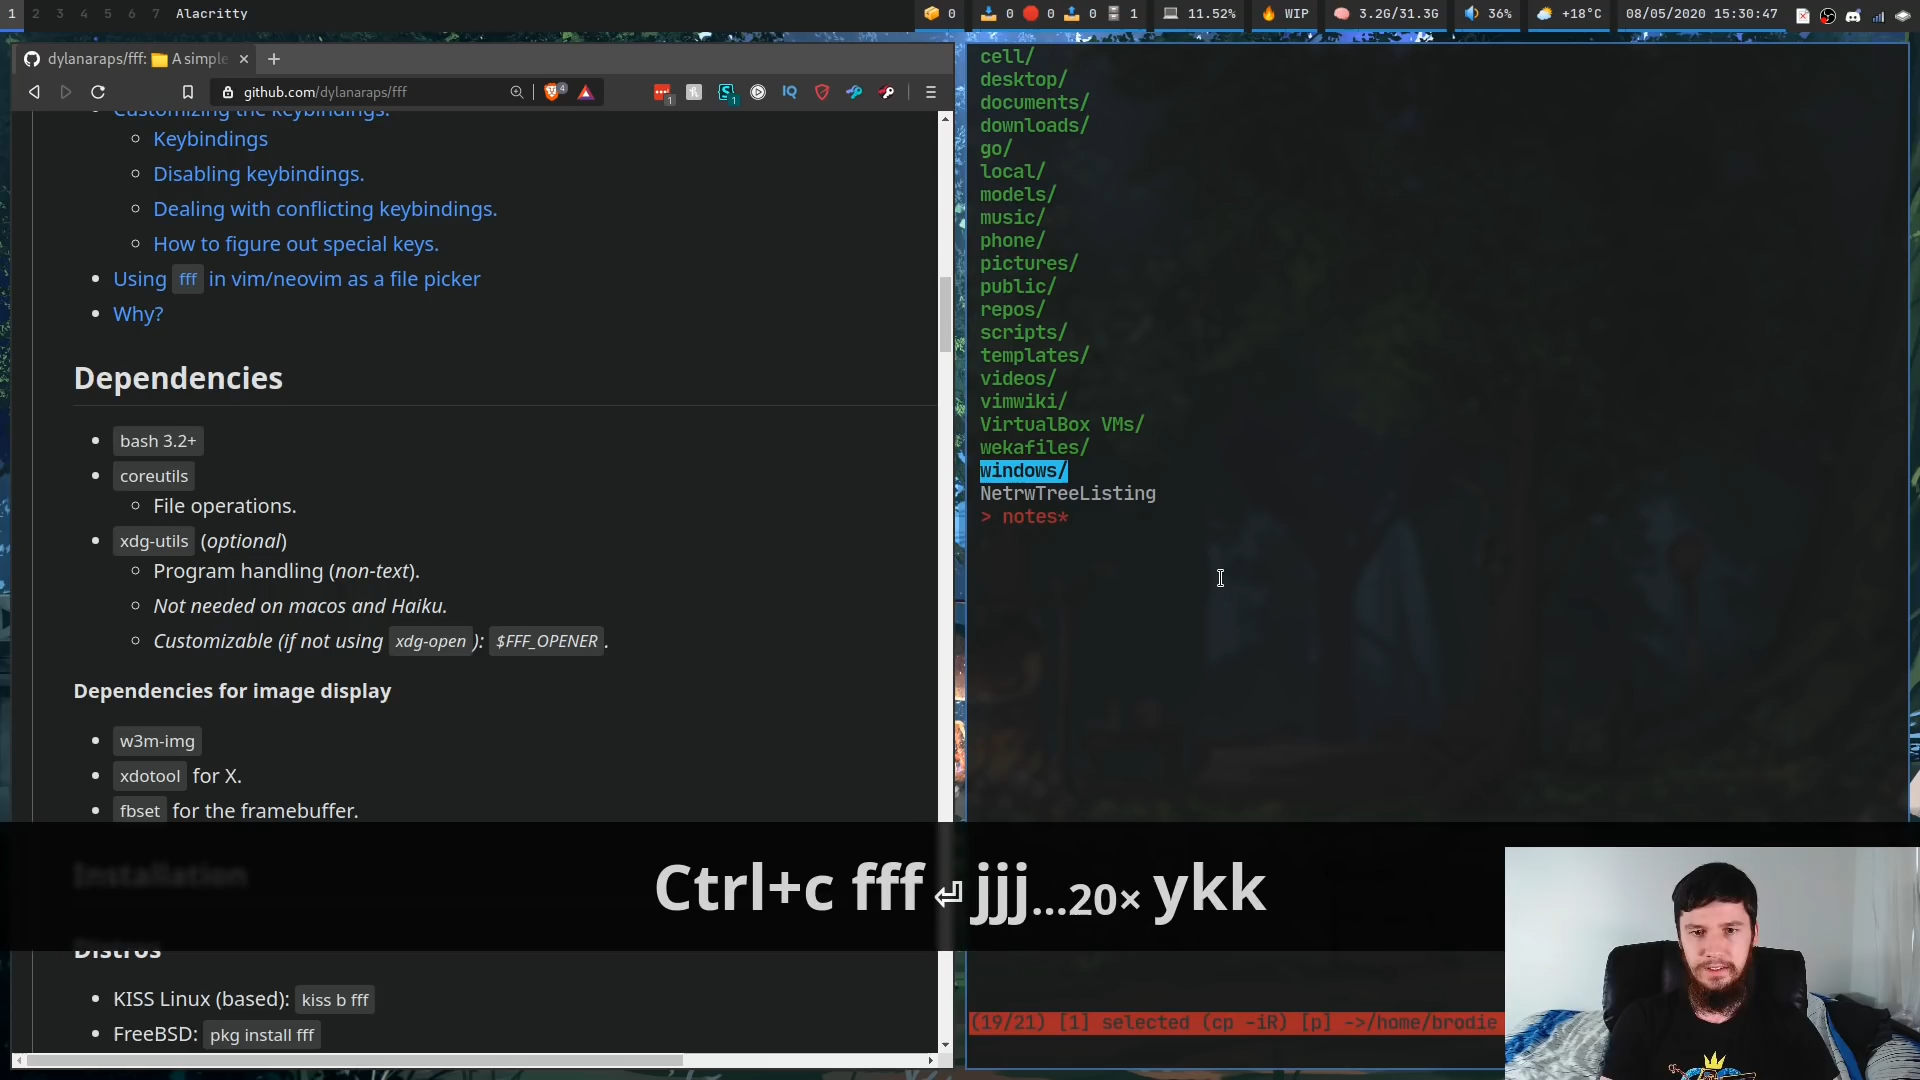 1 2 3 4 5 6 7 Alacritty
0 0 0 0 1 11.52% WIP 3.2G/31.3G 36% +18°C 08/05/2020 15:30:47
dylanaraps/fff: A simple
github.com/dylanaraps/fff
Customizing the keybindings.
Keybindings
Disabling keybindings.
Dealing with conflicting keybindings.
How to figure out special keys.
Using fff in vim/neovim as a file picker
Why?
Dependencies
bash 3.2+
coreutils
File operations.
xdg-utils (optional)
Program handling (non-text).
Not needed on macos and Haiku.
Customizable (if not using xdg-open ): $FFF_OPENER .
Dependencies for image display
w3m-img
xdotool for X.
fbset for the framebuffer.
Installation
Distros
KISS Linux (based): kiss b fff
FreeBSD: pkg install fff
cell/
desktop/
documents/
downloads/
go/
local/
models/
music/
phone/
pictures/
public/
repos/
scripts/
templates/
videos/
vimwiki/
VirtualBox VMs/
wekafiles/
windows/
NetrwTreeListing
> notes*
Ctrl+c fff ⏎ jjj...20× ykk
(19/21) [1] selected (cp -iR) [p] ->/home/brodie